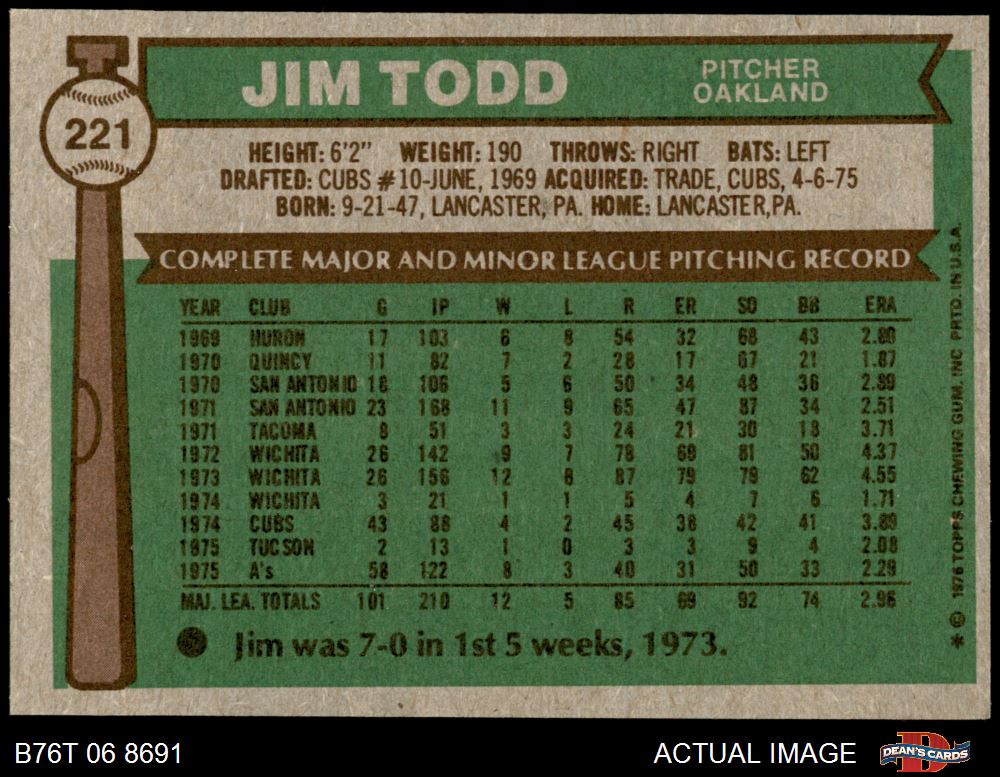 221
JIM TODD
PITCHER
OAKLAND
HEIGHT: 6'2" WEIGHT: 190 THROWS: RIGHT BATS: LEFT
DRAFTED: CUBS #10-JUNE, 1969 ACQUIRED: TRADE, CUBS, 4-6-75
BORN: 9-21-47, LANCASTER, PA. HOME: LANCASTER, PA.
COMPLETE MAJOR AND MINOR LEAGUE PITCHING RECORD
YEAR CLUB G IP W L R ER SO BB ERA
1969 HURON 17 103 6 8 54 32 68 43 2.80
1970 QUINCY 11 82 7 2 28 17 67 21 1.87
1970 SAN ANTONIO 18 106 5 6 50 34 48 36 2.89
1971 SAN ANTONIO 23 168 11 9 65 47 87 34 2.51
1971 TACOMA 8 51 3 3 24 21 30 18 3.71
1972 WICHITA 26 142 9 7 78 69 81 50 4.37
1973 WICHITA 26 156 12 8 87 79 79 62 4.55
1974 WICHITA 3 21 1 1 5 4 7 6 1.71
1974 CUBS 43 88 4 2 45 38 42 41 3.89
1975 TUCSON 2 13 1 0 3 3 9 4 2.08
1975 A's 58 122 8 3 40 31 50 33 2.29
MAJ. LEA. TOTALS 101 210 12 5 85 69 92 74 2.96
Jim was 7-0 in 1st 5 weeks, 1973.
* © 1976 TOPPS CHEWING GUM, INC PRTD. IN U.S.A.
B76T 06 8691
ACTUAL IMAGE
D
DEAN'S CARDS